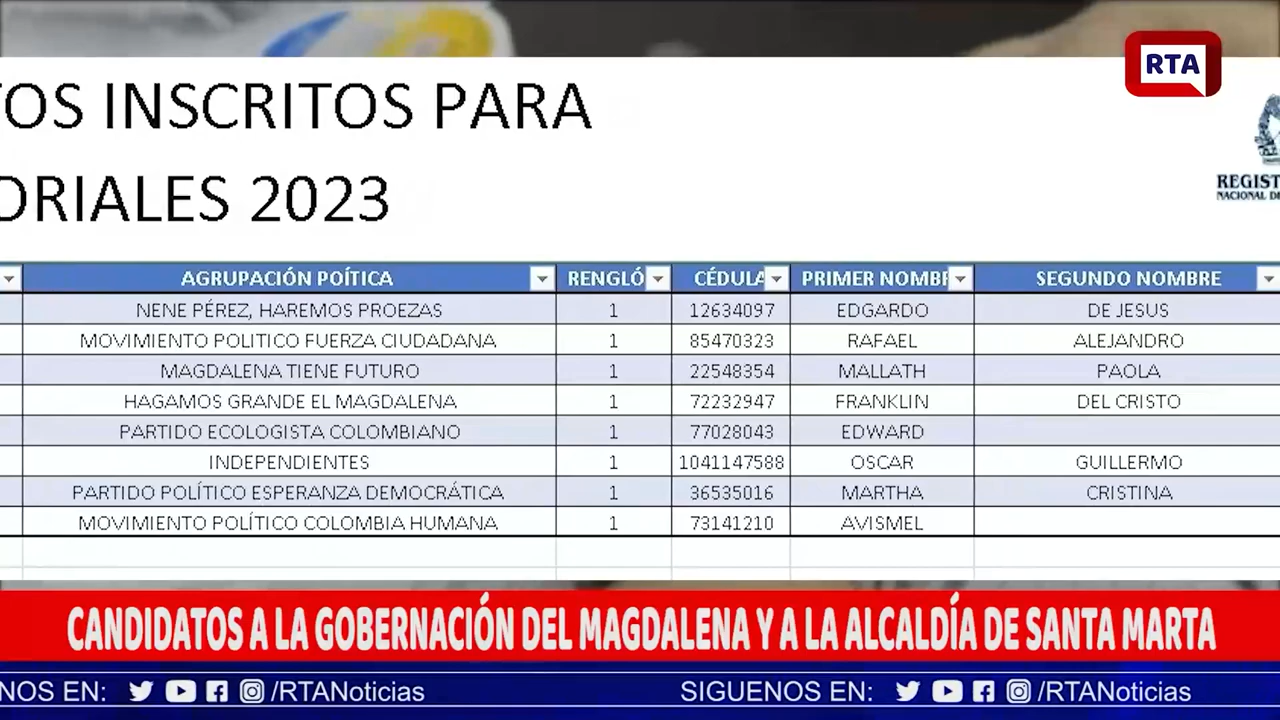 RTA
TOS INSCRITOS PARA
ORIALES 2023
REGIST
NACIONAL DE
AGRUPACIÓN POÍTICA RENGLÓ CÉDULA PRIMER NOMBR SEGUNDO NOMBRE
NENE PÉREZ, HAREMOS PROEZAS 1 12634097 EDGARDO DE JESUS
MOVIMIENTO POLITICO FUERZA CIUDADANA 1 85470323 RAFAEL ALEJANDRO
MAGDALENA TIENE FUTURO 1 22548354 MALLATH PAOLA
HAGAMOS GRANDE EL MAGDALENA 1 72232947 FRANKLIN DEL CRISTO
PARTIDO ECOLOGISTA COLOMBIANO 1 77028043 EDWARD
INDEPENDIENTES 1 1041147588 OSCAR GUILLERMO
PARTIDO POLÍTICO ESPERANZA DEMOCRÁTICA 1 36535016 MARTHA CRISTINA
MOVIMIENTO POLÍTICO COLOMBIA HUMANA 1 73141210 AVISMEL
CANDIDATOS A LA GOBERNACIÓN DEL MAGDALENA Y A LA ALCALDÍA DE SANTA MARTA
NOS EN: /RTANoticias SIGUENOS EN: /RTANoticias